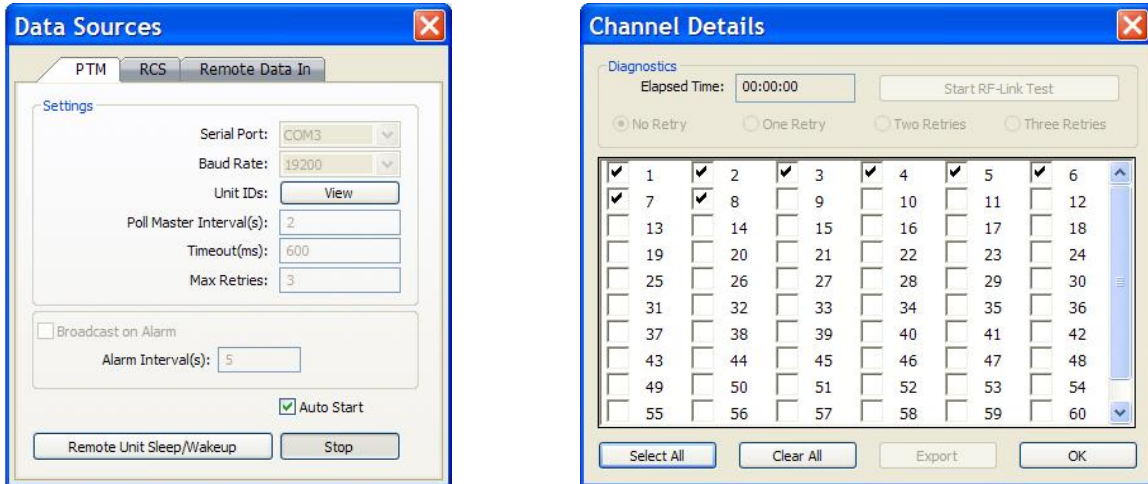 Data Sources
PTM RCS Remote Data In
Settings
Serial Port: COM3
Baud Rate: 19200
Unit IDs: View
Poll Master Interval(s): 2
Timeout(ms): 600
Max Retries: 3
Broadcast on Alarm
Alarm Interval(s): 5
Auto Start
Remote Unit Sleep/Wakeup Stop
Channel Details
Diagnostics
Elapsed Time: 00:00:00 Start RF-Link Test
No Retry One Retry Two Retries Three Retries
1 2 3 4 5 6
7 8 9 10 11 12
13 14 15 16 17 18
19 20 21 22 23 24
25 26 27 28 29 30
31 32 33 34 35 36
37 38 39 40 41 42
43 44 45 46 47 48
49 50 51 52 53 54
55 56 57 58 59 60
Select All Clear All Export OK